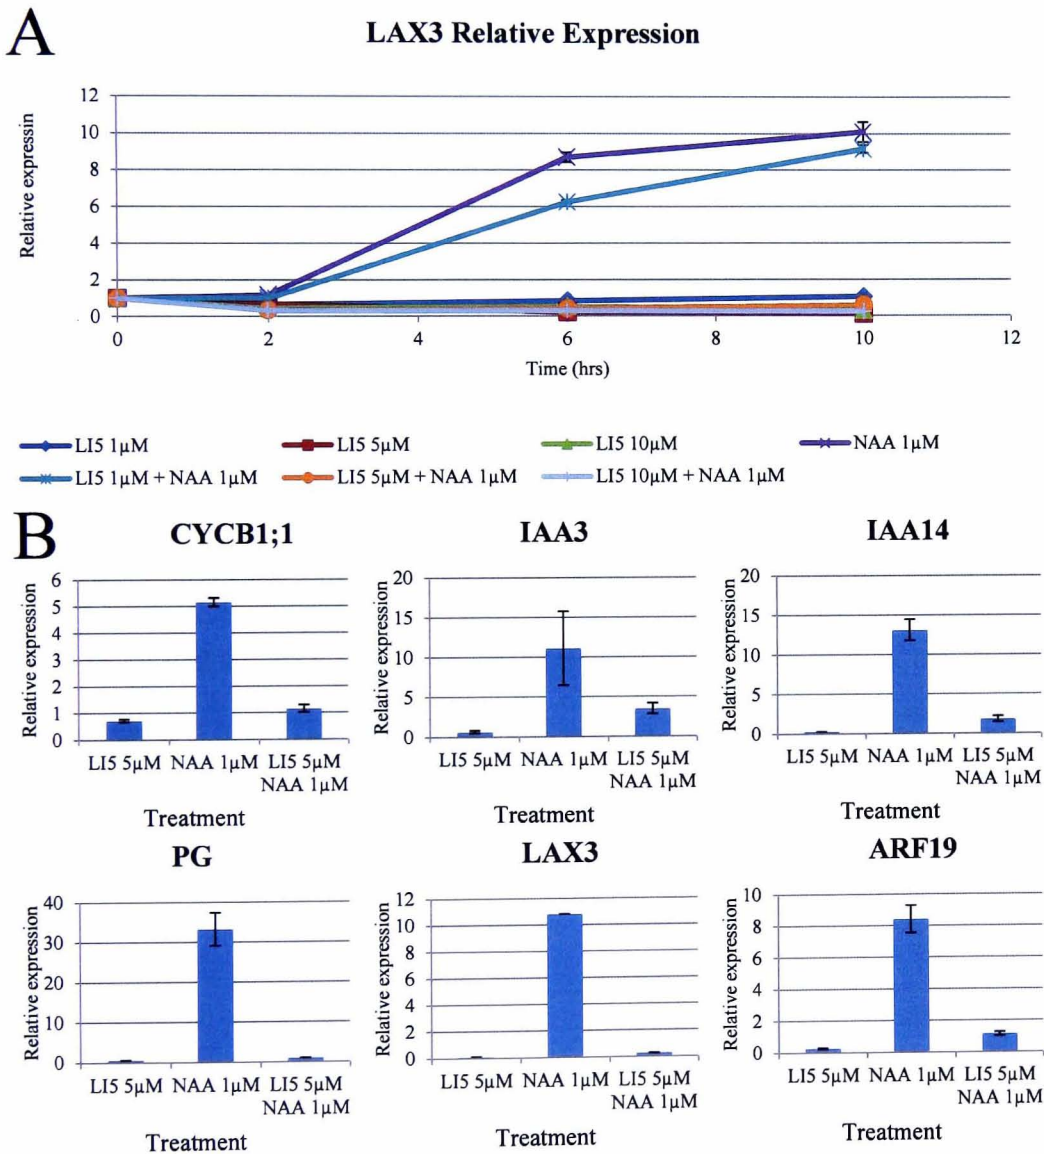 A
LAX3 Relative Expression
12
10
8
6
4
2
0
Relative expressin
0 2 4 6 8 10 12
Time (hrs)
LI5 1µM LI5 5µM LI5 10µM NAA 1µM
LI5 1µM + NAA 1µM LI5 5µM + NAA 1µM LI5 10µM + NAA 1µM
B
CYCB1;1
6
5
4
3
2
1
0
Relative expression
LI5 5µM NAA 1µM LI5 5µM
NAA 1µM
Treatment
IAA3
20
15
10
5
0
Relative expression
LI5 5µM NAA 1µM LI5 5µM
NAA 1µM
Treatment
IAA14
20
15
10
5
0
Relative expression
LI5 5µM NAA 1µM LI5 5µM
NAA 1µM
Treatment
PG
40
30
20
10
0
Relative expression
LI5 5µM NAA 1µM LI5 5µM
NAA 1µM
Treatment
LAX3
12
10
8
6
4
2
0
Relative expression
LI5 5µM NAA 1µM LI5 5µM
NAA 1µM
Treatment
ARF19
10
8
6
4
2
0
Relative expression
LI5 5µM NAA 1µM LI5 5µM
NAA 1µM
Treatment